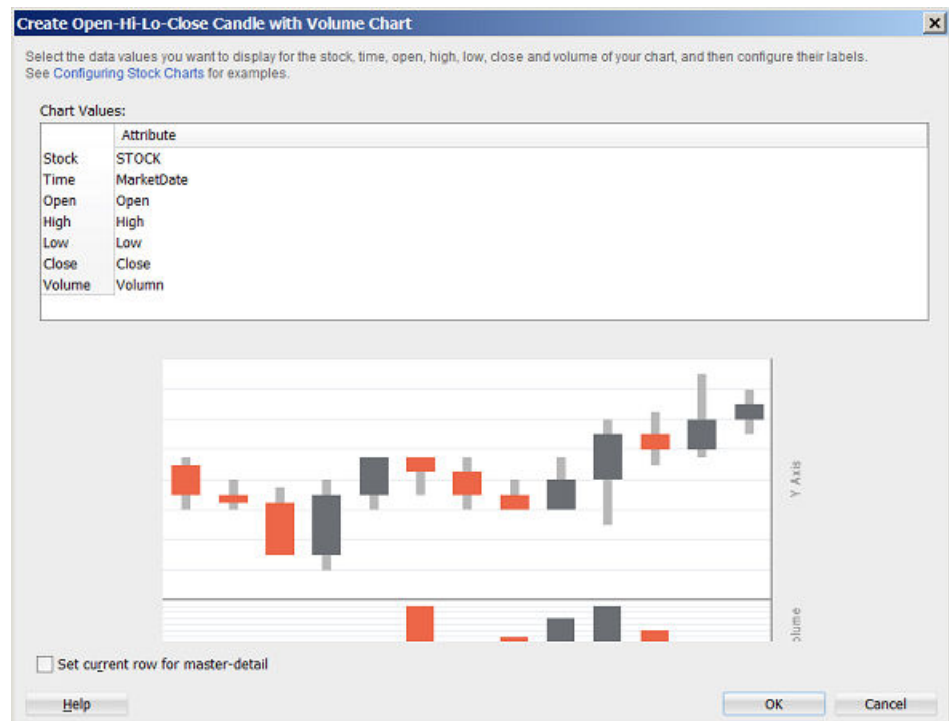 Create Open-Hi-Lo-Close Candle with Volume Chart
Select the data values you want to display for the stock, time, open, high, low, close and volume of your chart, and then configure their labels.
See Configuring Stock Charts for examples.
Chart Values:
Attribute
Stock STOCK
Time MarketDate
Open Open
High High
Low Low
Close Close
Volume Volumn
Y Axis
olume
Set current row for master-detail
Help OK Cancel